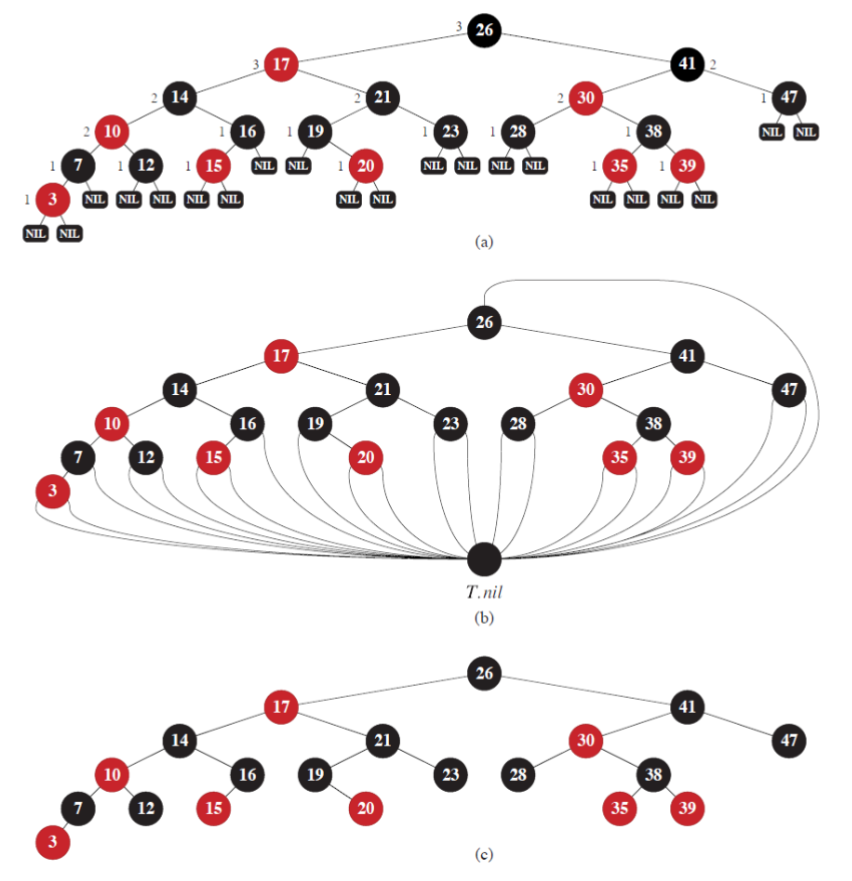 3 26
3 17 41 2
2 14 2 21 2 30 1 47
2 10 1 16 1 19 1 23 1 28 1 38 NIL NIL
1 7 1 12 1 15 NIL NIL 1 20 NIL NIL NIL NIL 1 35 1 39
1 3 NIL NIL NIL NIL NIL NIL NIL NIL NIL NIL NIL
NIL NIL
(a)
26
17 41
14 21 30 47
10 16 19 23 28 38
7 12 15 20 35 39
3
T.nil
(b)
26
17 41
14 21 30 47
10 16 19 23 28 38
7 12 15 20 35 39
3
(c)